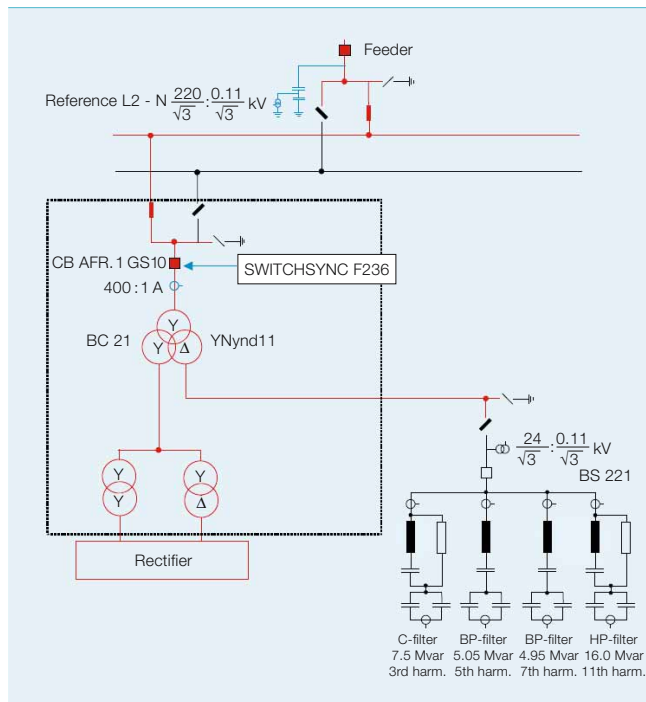 Feeder
Reference L2 - N 220/√3 : 0.11/√3 kV
CB AFR. 1 GS10
SWITCHSYNC F236
400 : 1 A
Y
BC 21
Y Δ
YNynd11
24/√3 : 0.11/√3 kV
BS 221
Y Y
Y Δ
Rectifier
C-filter BP-filter BP-filter HP-filter
7.5 Mvar 5.05 Mvar 4.95 Mvar 16.0 Mvar
3rd harm. 5th harm. 7th harm. 11th harm.